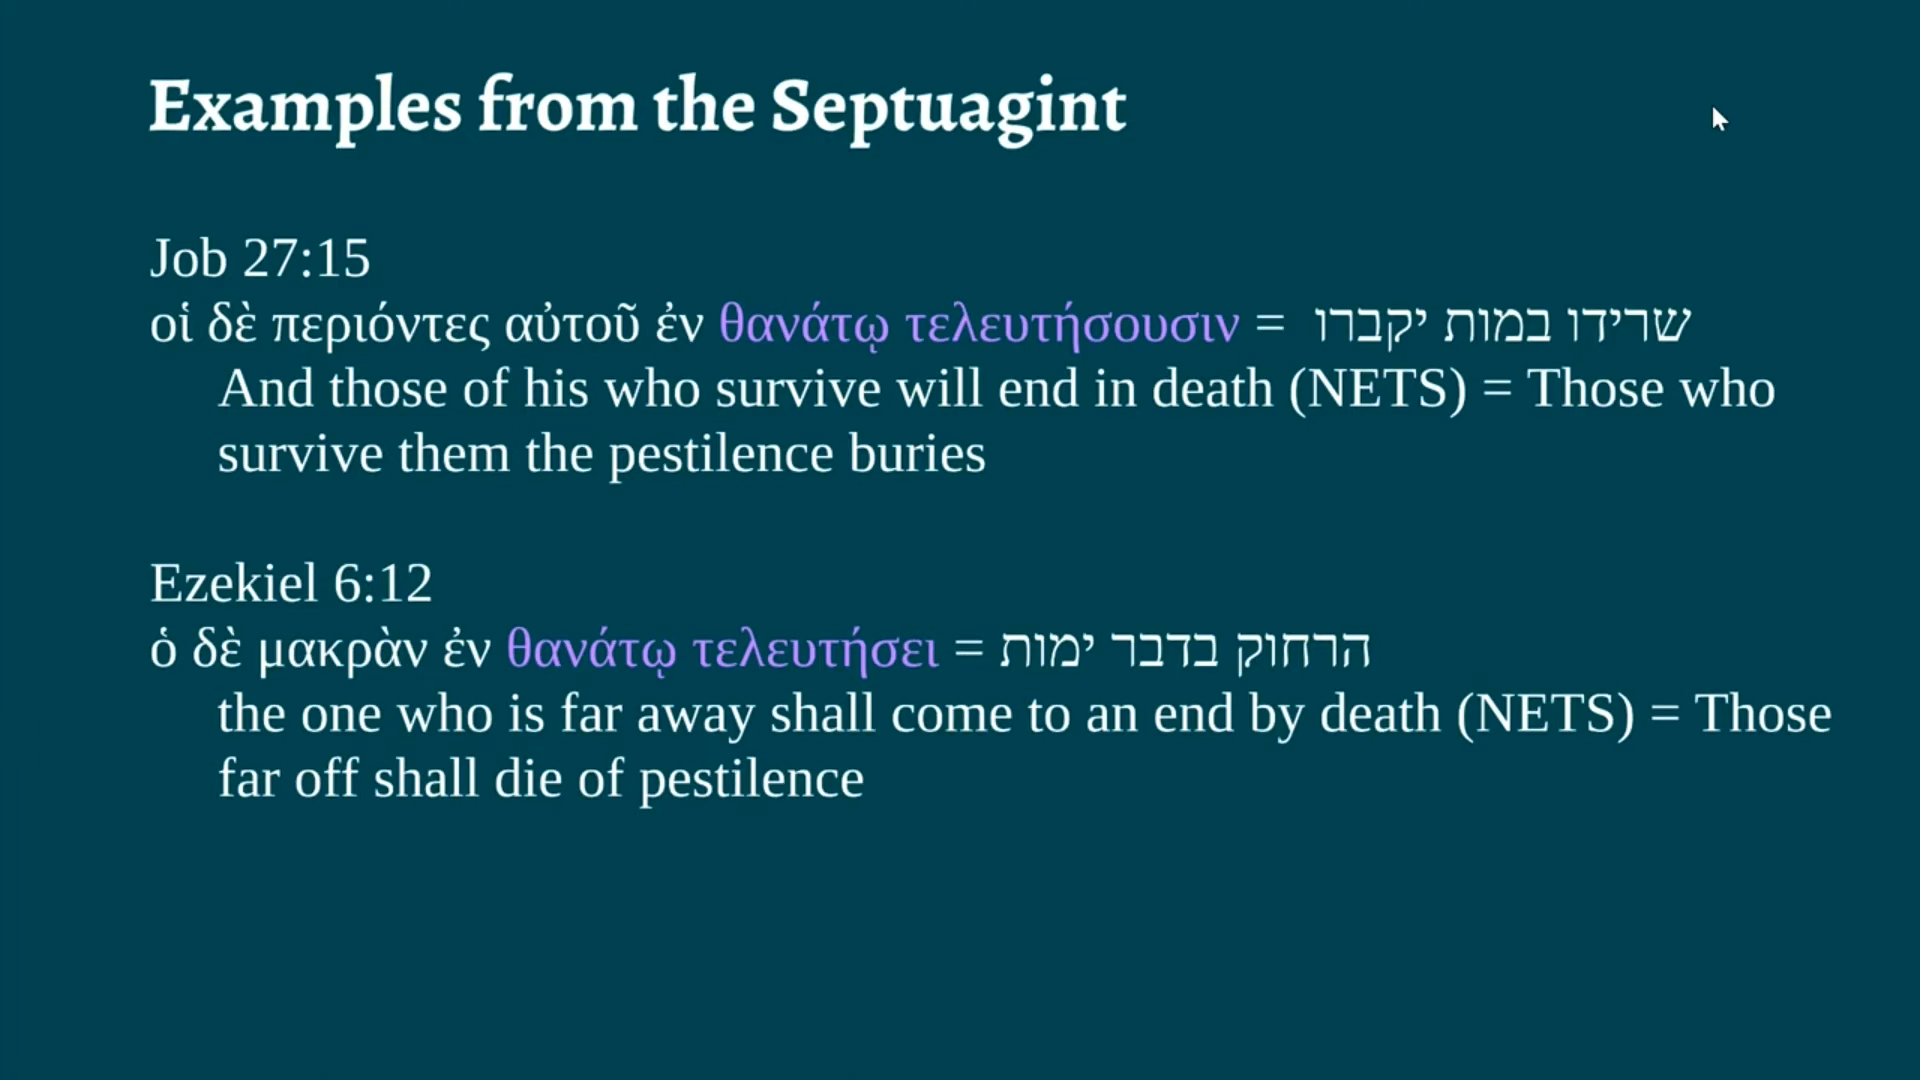 Examples from the Septuagint
Job 27:15
οἱ δὲ περιόντες αὐτοῦ ἐν θανάτῳ τελευτήσουσιν = שרידו במות יקברו
And those of his who survive will end in death (NETS) = Those who
survive them the pestilence buries
Ezekiel 6:12
ὁ δὲ μακρὰν ἐν θανάτῳ τελευτήσει = הרחוק בדבר ימות
the one who is far away shall come to an end by death (NETS) = Those
far off shall die of pestilence